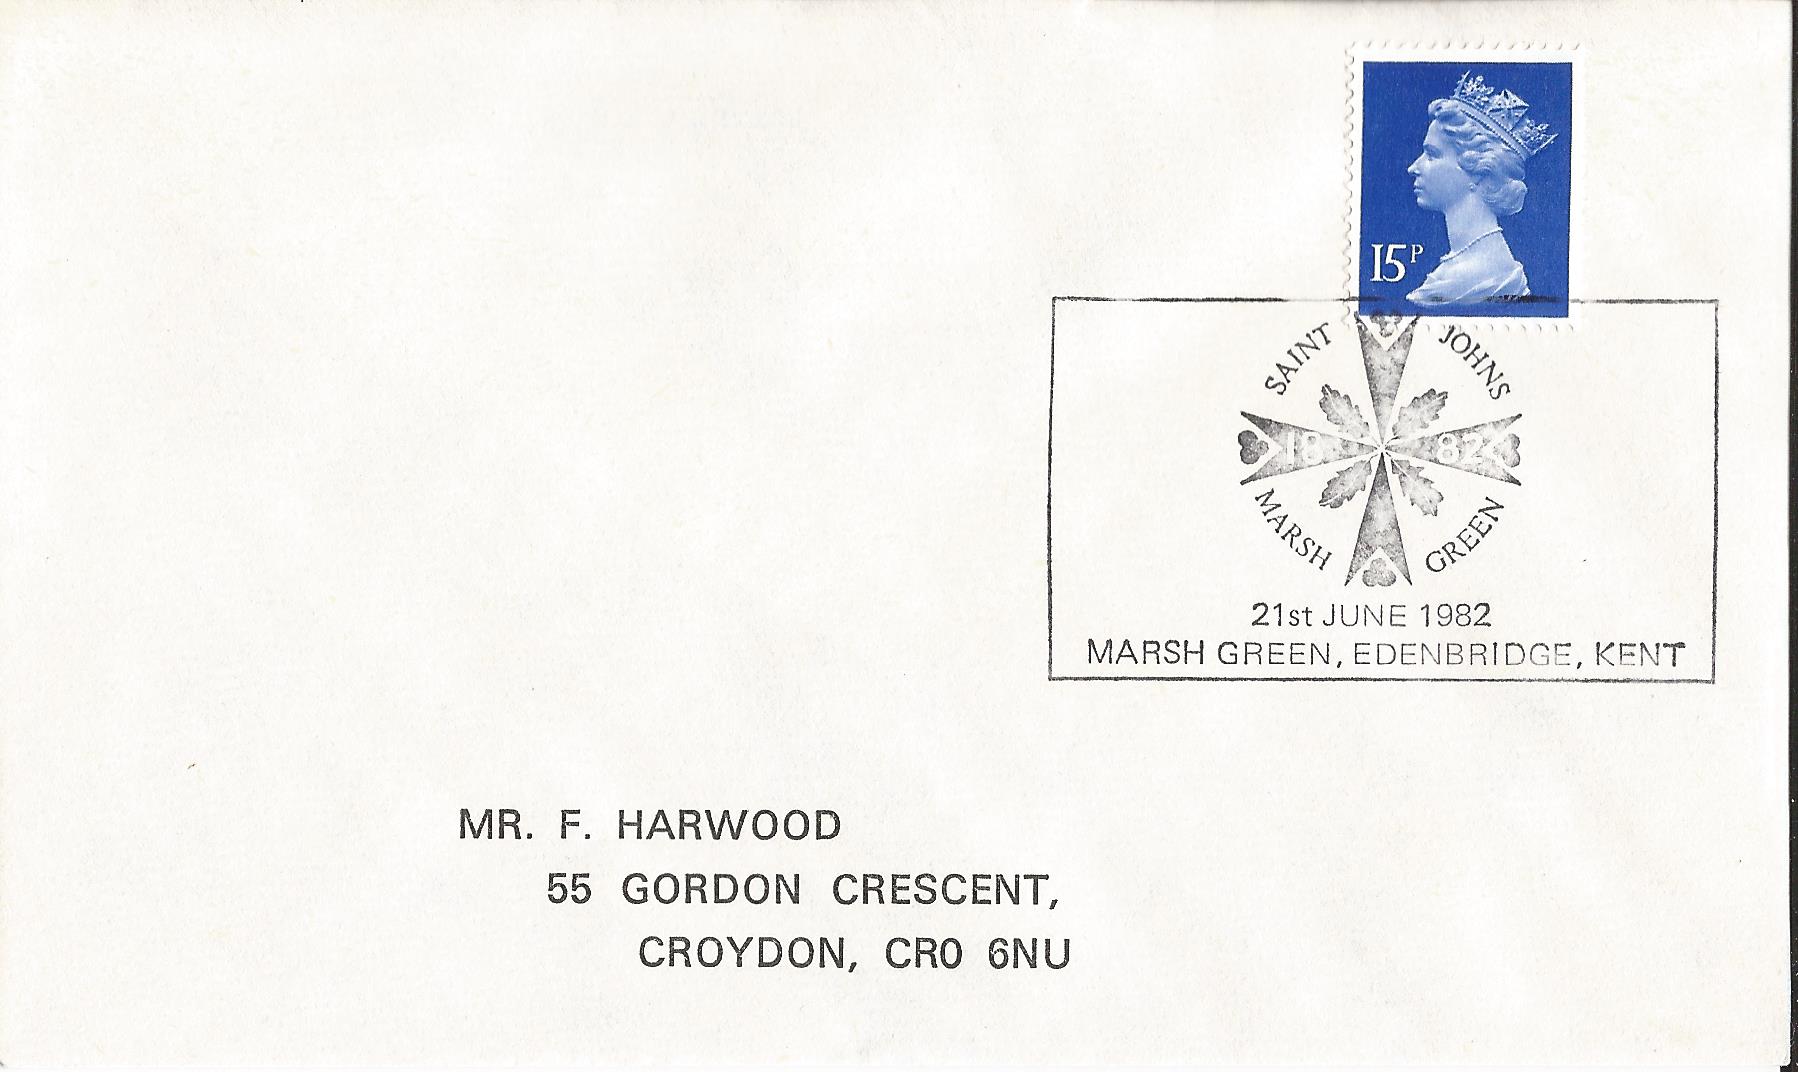 15P
SAINT JOHNS
18 82
MARSH GREEN
21st JUNE 1982
MARSH GREEN, EDENBRIDGE, KENT
MR. F. HARWOOD
55 GORDON CRESCENT,
CROYDON, CR0 6NU